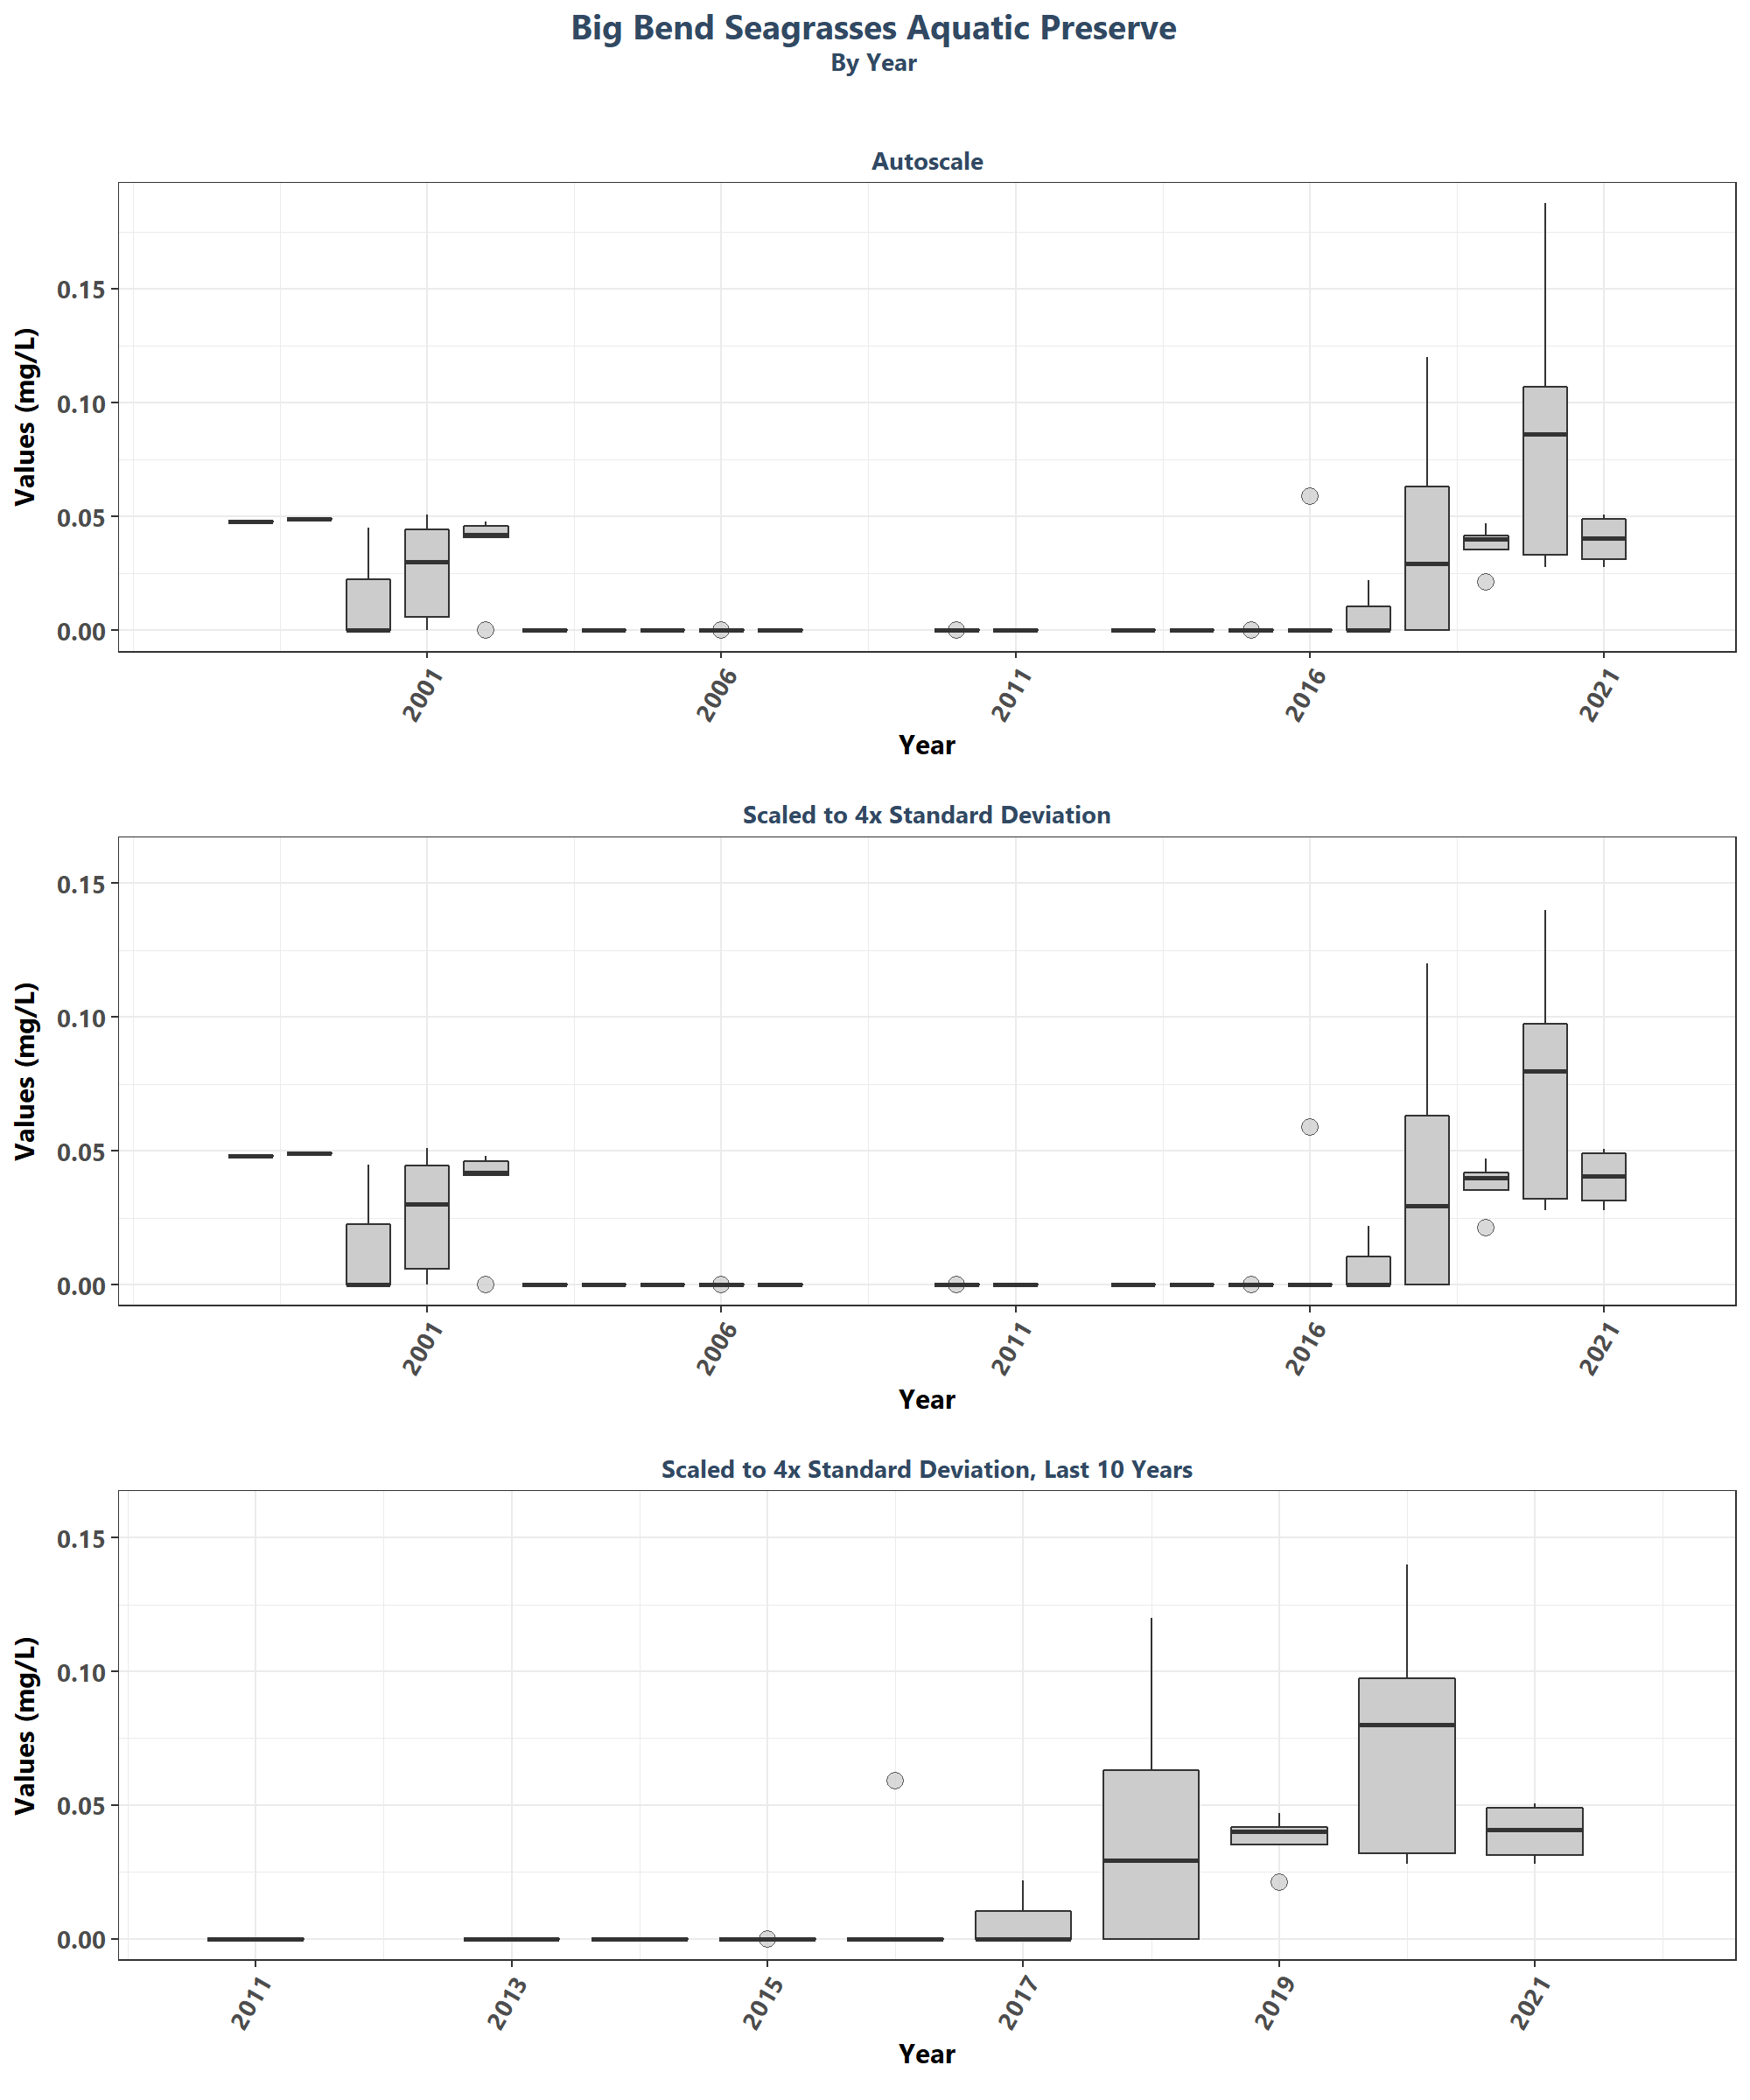 Big Bend Seagrasses Aquatic Preserve
By Year
Autoscale
Values (mg/L)
0.15
0.10
0.05
0.00
2001
2006
2011
2016
2021
Year
Scaled to 4x Standard Deviation
Values (mg/L)
0.15
0.10
0.05
0.00
2001
2006
2011
2016
2021
Year
Scaled to 4x Standard Deviation, Last 10 Years
Values (mg/L)
0.15
0.10
0.05
0.00
2011
2013
2015
2017
2019
2021
Year